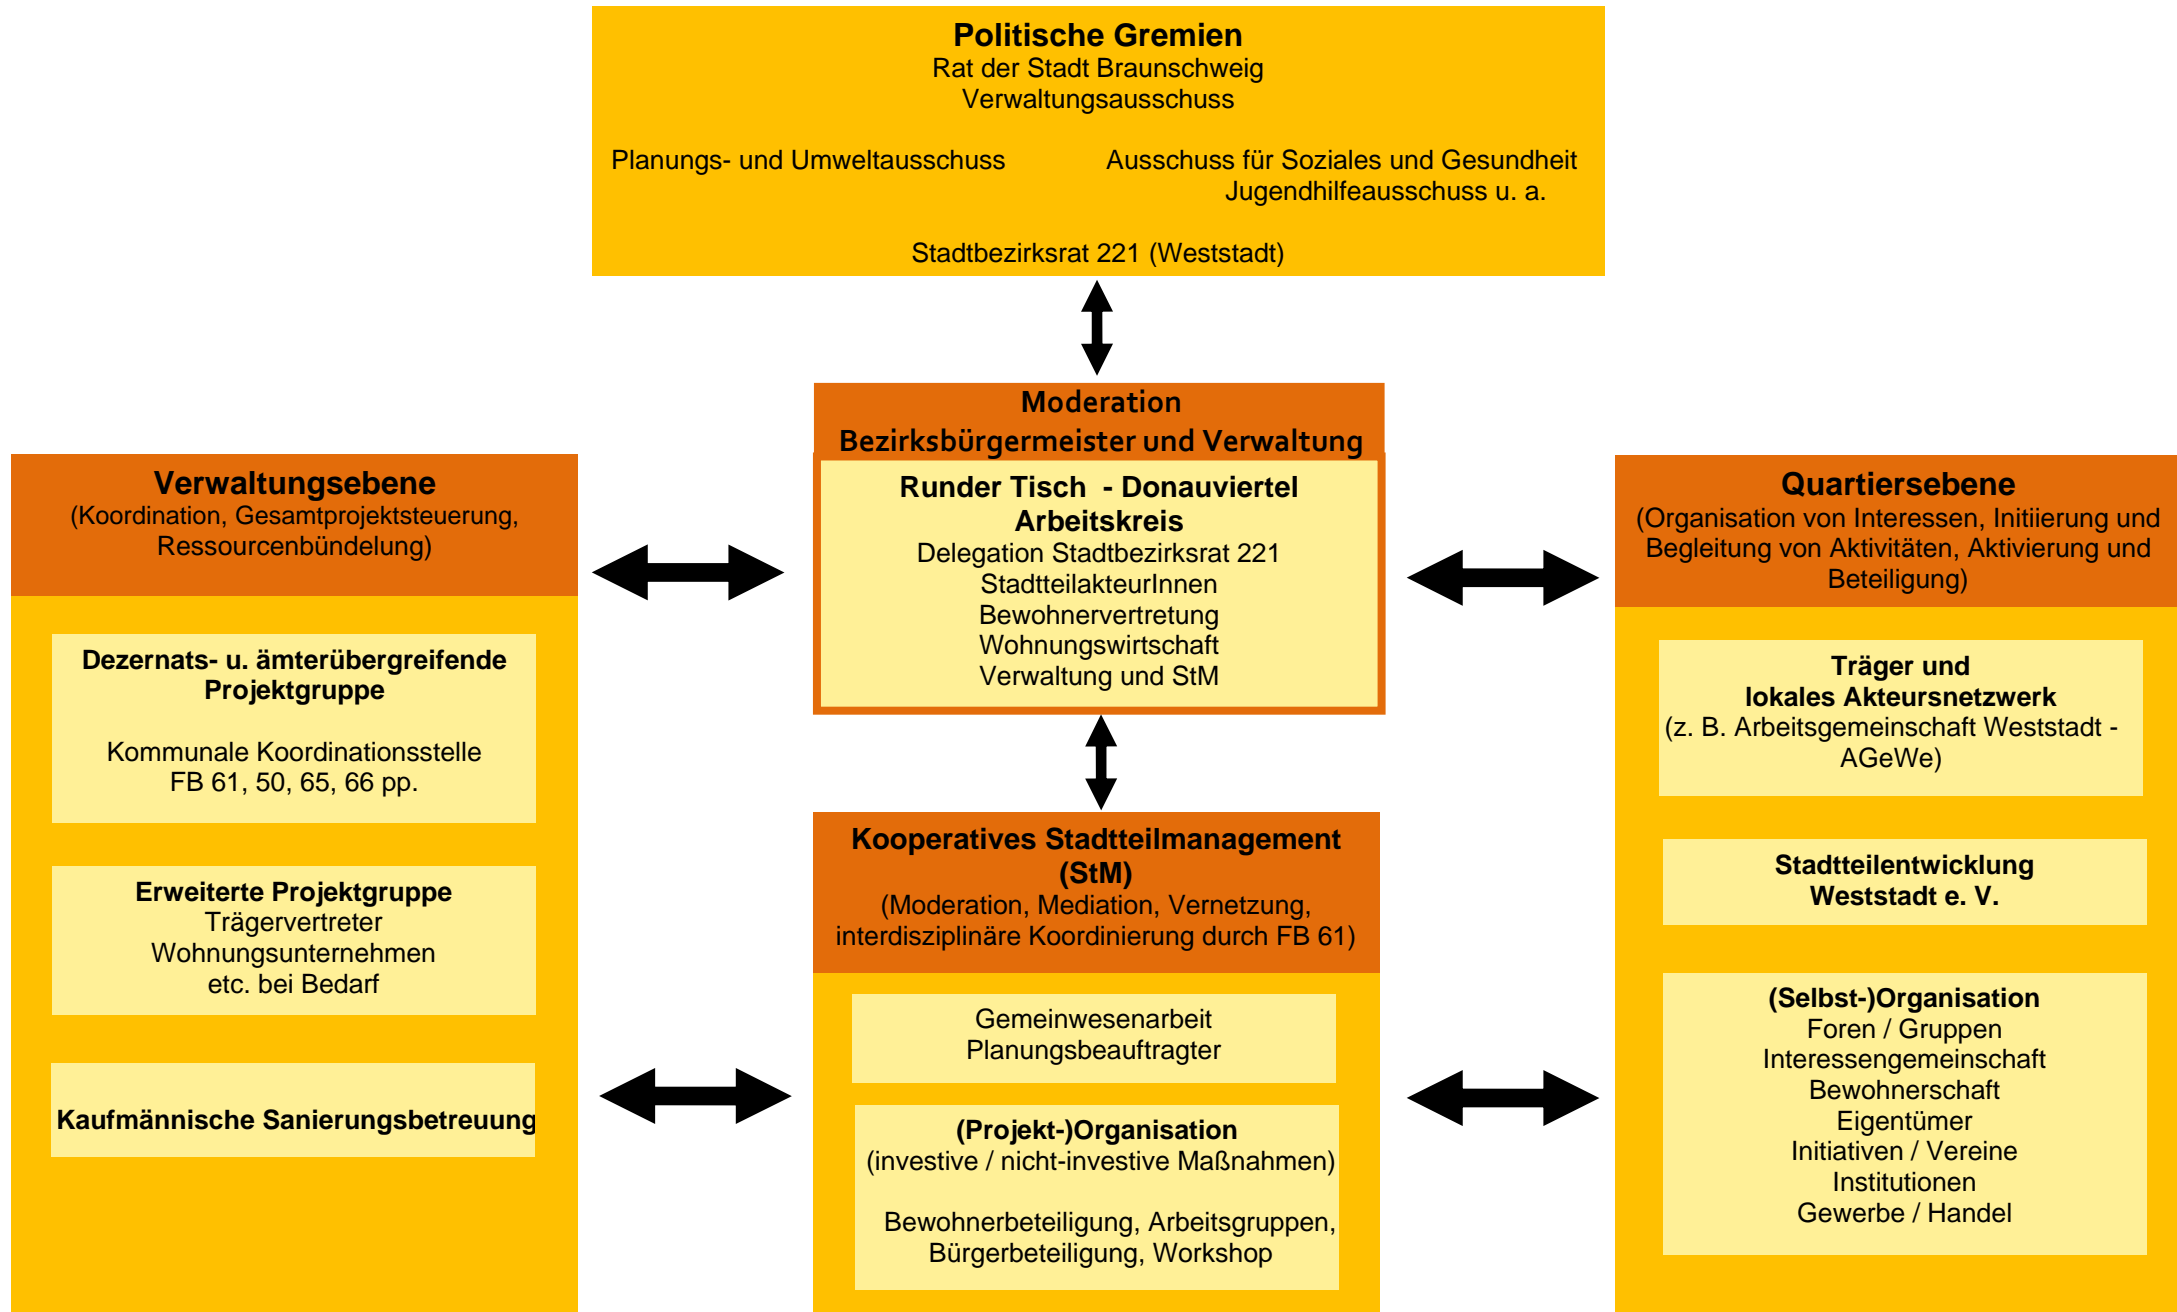 Politische Gremien
Rat der Stadt Braunschweig
Verwaltungsausschuss
Planungs- und Umweltausschuss
Ausschuss für Soziales und Gesundheit
Jugendhilfeausschuss u. a.
Stadtbezirksrat 221 (Weststadt)
Moderation
Bezirksbürgermeister und Verwaltung
Runder Tisch - Donauviertel
Arbeitskreis
Delegation Stadtbezirksrat 221
StadtteilakteurInnen
Bewohnervertretung
Wohnungswirtschaft
Verwaltung und StM
Verwaltungsebene
(Koordination, Gesamtprojektsteuerung,
Ressourcenbündelung)
Dezernats- u. ämterübergreifende
Projektgruppe
Kommunale Koordinationsstelle
FB 61, 50, 65, 66 pp.
Erweiterte Projektgruppe
Trägervertreter
Wohnungsunternehmen
etc. bei Bedarf
Kaufmännische Sanierungsbetreuung
Kooperatives Stadtteilmanagement
(StM)
(Moderation, Mediation, Vernetzung,
interdisziplinäre Koordinierung durch FB 61)
Gemeinwesenarbeit
Planungsbeauftragter
(Projekt-)Organisation
(investive / nicht-investive Maßnahmen)
Bewohnerbeteiligung, Arbeitsgruppen,
Bürgerbeteiligung, Workshop
Quartiersebene
(Organisation von Interessen, Initiierung und
Begleitung von Aktivitäten, Aktivierung und
Beteiligung)
Träger und
lokales Akteursnetzwerk
(z. B. Arbeitsgemeinschaft Weststadt -
AGeWe)
Stadtteilentwicklung
Weststadt e. V.
(Selbst-)Organisation
Foren / Gruppen
Interessengemeinschaft
Bewohnerschaft
Eigentümer
Initiativen / Vereine
Institutionen
Gewerbe / Handel